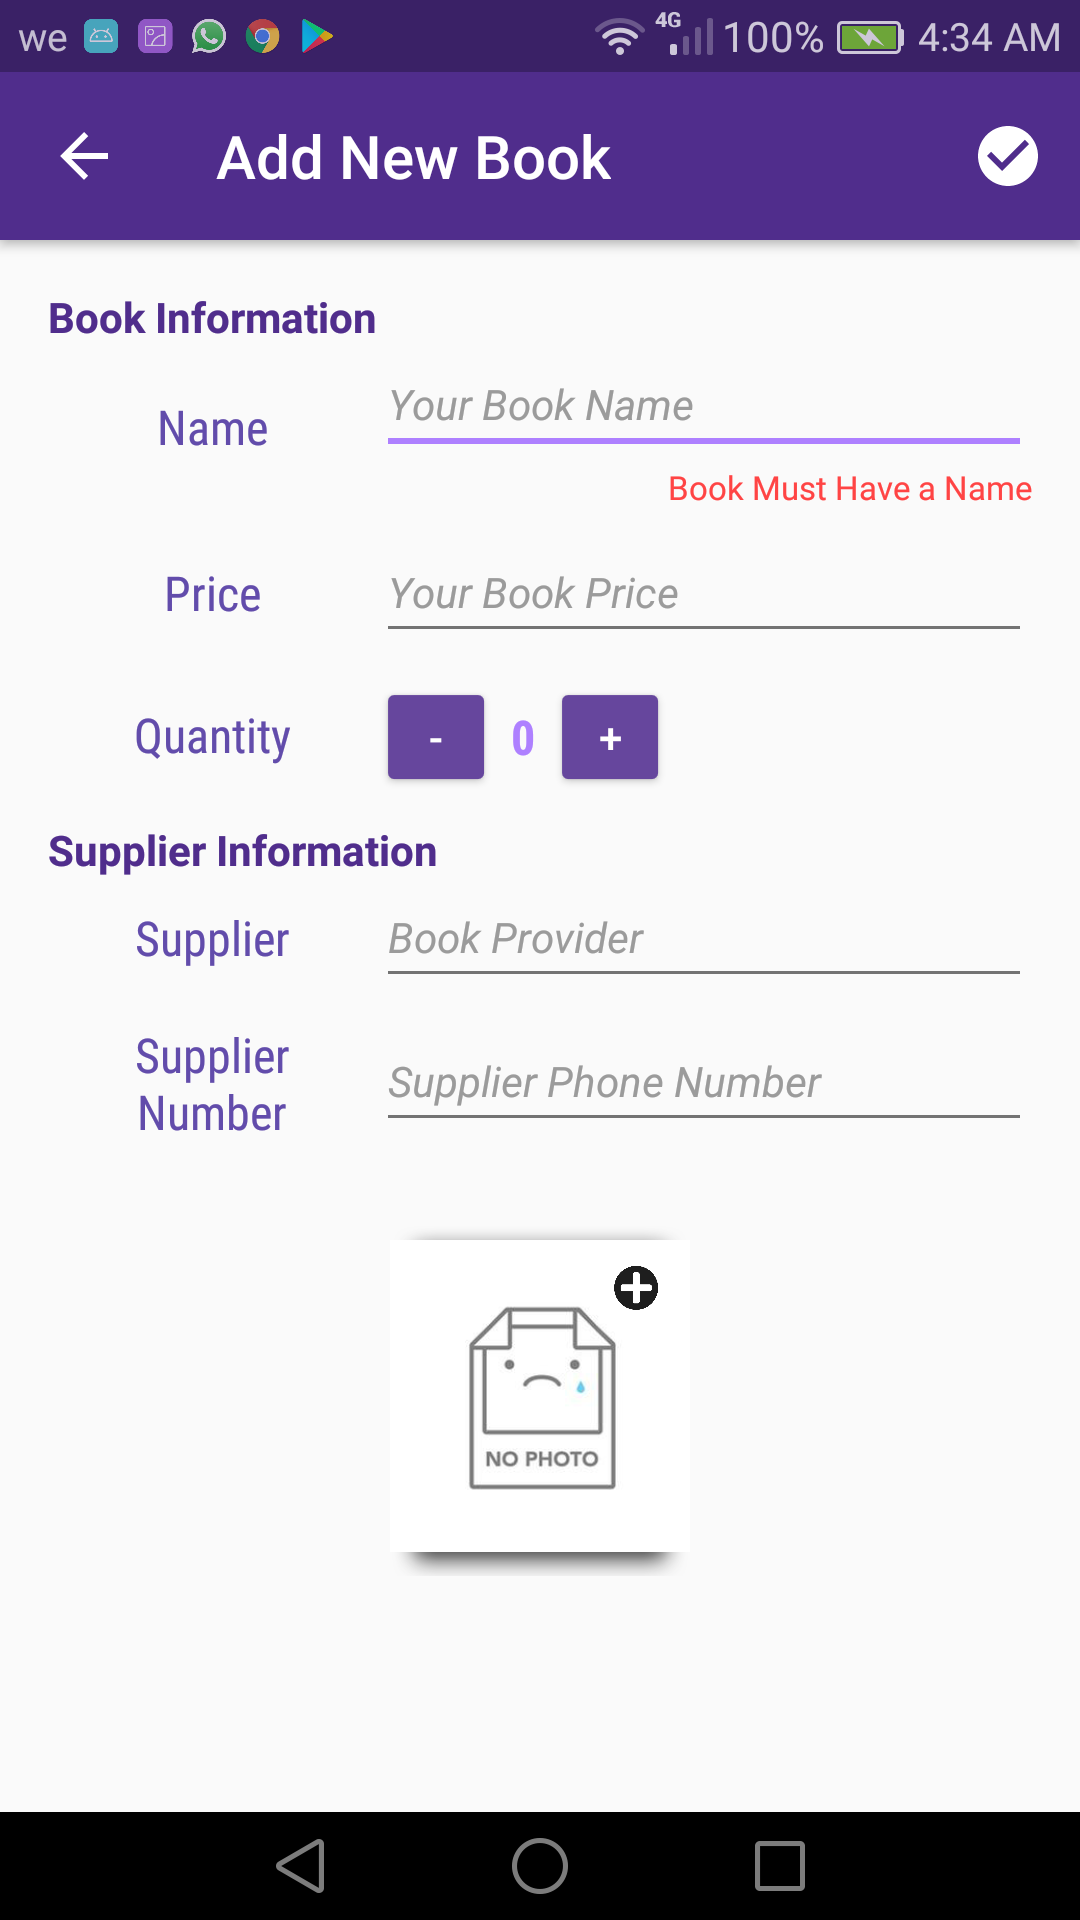 we 4G 100% 4:34 AM
Add New Book
Book Information
Name Your Book Name
Book Must Have a Name
Price Your Book Price
Quantity - 0 +
Supplier Information
Supplier Book Provider
Supplier
Number Supplier Phone Number
NO PHOTO